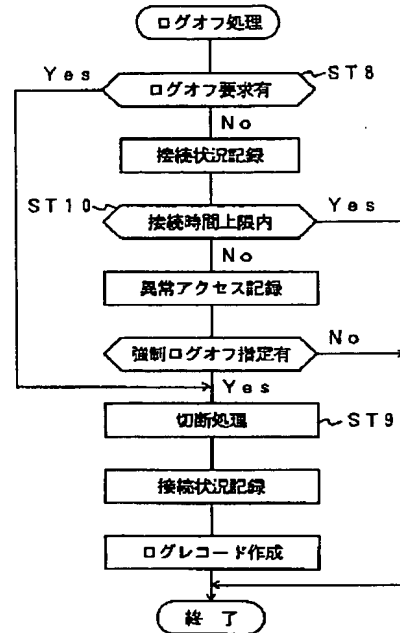 ログオフ処理
Yes
ST8
ログオフ要求有
No
接続状況記録
ST10
接続時間上限内
Yes
No
異常アクセス記録
強制ログオフ指定有
No
Yes
切断処理
ST9
接続状況記録
ログレコード作成
終 了